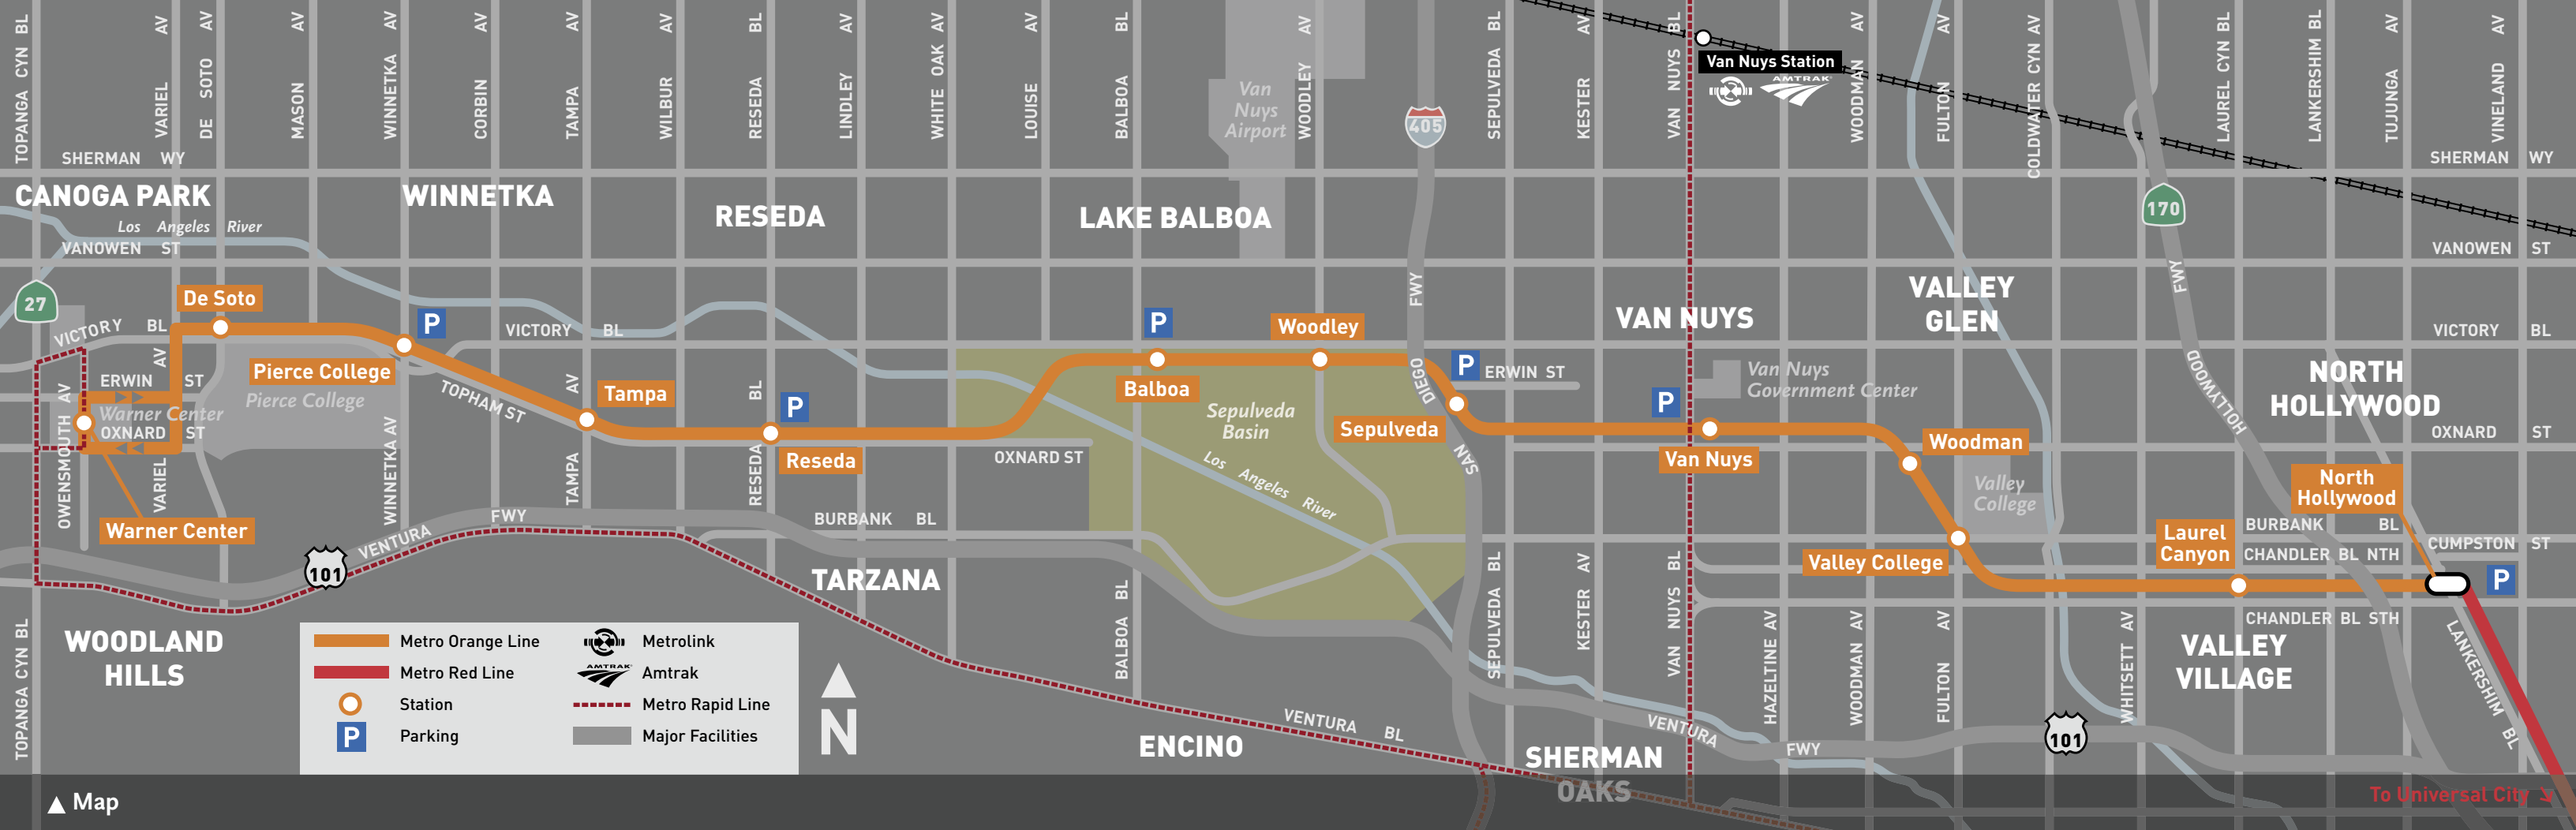 TOPANGA CYN BL
VARIEL AV
DE SOTO AV
MASON AV
WINNETKA AV
CORBIN AV
TAMPA AV
WILBUR AV
RESEDA BL
LINDLEY AV
WHITE OAK AV
LOUISE AV
BALBOA BL
Van
Nuys
Airport
WOODLEY AV
405
SEPULVEDA BL
KESTER AV
VAN NUYS BL
Van Nuys Station
AMTRAK
WOODMAN AV
FULTON AV
COLDWATER CYN AV
LAUREL CYN BL
LANKERSHIM BL
TUJUNGA AV
VINELAND AV
SHERMAN WY
SHERMAN WY
CANOGA PARK
WINNETKA
RESEDA
LAKE BALBOA
170
Los Angeles River
VANOWEN ST
VANOWEN ST
27
De Soto
VICTORY BL
VICTORY BL
VICTORY BL
P
P
Woodley
FWY
VAN NUYS
VALLEY
GLEN
FWY
Pierce College
Pierce College
AV
ERWIN ST
Warner Center
OXNARD ST
OWENSMOUTH AV
VARIEL
Warner Center
TOPHAM ST
WINNETKA AV
AV
TAMPA
Tampa
BL
RESEDA
P
Reseda
OXNARD ST
Balboa
Sepulveda
Basin
Los Angeles River
Sepulveda
P
ERWIN ST
SAN DIEGO
P
Van Nuys
Government Center
Van Nuys
Woodman
Valley
College
Valley College
HOLLYWOOD
NORTH
HOLLYWOOD
OXNARD ST
North
Hollywood
Laurel
Canyon
BURBANK BL
CHANDLER BL NTH
CUMPSTON ST
P
CHANDLER BL STH
VENTURA FWY
101
BURBANK BL
TARZANA
WOODLAND
HILLS
TOPANGA CYN BL
BALBOA BL
SEPULVEDA BL
KESTER AV
VAN NUYS BL
HAZELTINE AV
WOODMAN AV
FULTON AV
WHITSETT AV
VALLEY
VILLAGE
LANKERSHIM BL
Metro Orange Line
Metro Red Line
Station
P
Parking
Metrolink
AMTRAK
Amtrak
Metro Rapid Line
Major Facilities
N
VENTURA BL
ENCINO
VENTURA FWY
101
SHERMAN
OAKS
Map
To Universal City